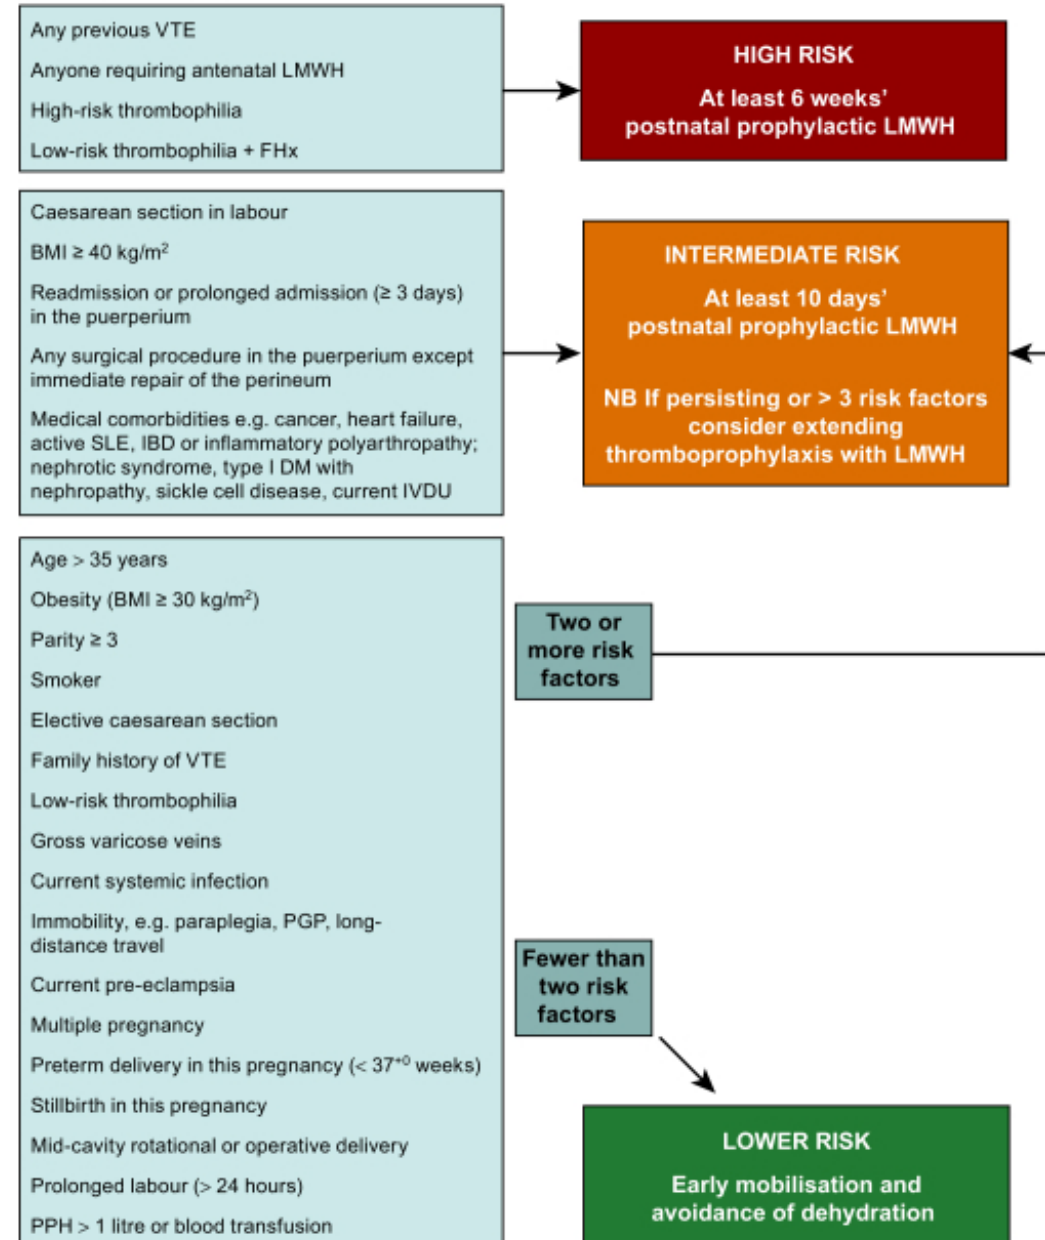 Any previous VTE
Anyone requiring antenatal LMWH
High-risk thrombophilia
Low-risk thrombophilia + FHx
HIGH RISK
At least 6 weeks’
postnatal prophylactic LMWH
Caesarean section in labour
BMI ≥ 40 kg/m²
Readmission or prolonged admission (≥ 3 days)
in the puerperium
Any surgical procedure in the puerperium except
immediate repair of the perineum
Medical comorbidities e.g. cancer, heart failure,
active SLE, IBD or inflammatory polyarthropathy;
nephrotic syndrome, type I DM with
nephropathy, sickle cell disease, current IVDU
INTERMEDIATE RISK
At least 10 days’
postnatal prophylactic LMWH
NB If persisting or > 3 risk factors
consider extending
thromboprophylaxis with LMWH
Age > 35 years
Obesity (BMI ≥ 30 kg/m²)
Parity ≥ 3
Smoker
Elective caesarean section
Family history of VTE
Low-risk thrombophilia
Gross varicose veins
Current systemic infection
Immobility, e.g. paraplegia, PGP, long-
distance travel
Current pre-eclampsia
Multiple pregnancy
Preterm delivery in this pregnancy (< 37⁺⁰ weeks)
Stillbirth in this pregnancy
Mid-cavity rotational or operative delivery
Prolonged labour (> 24 hours)
PPH > 1 litre or blood transfusion
Two or
more risk
factors
Fewer than
two risk
factors
LOWER RISK
Early mobilisation and
avoidance of dehydration